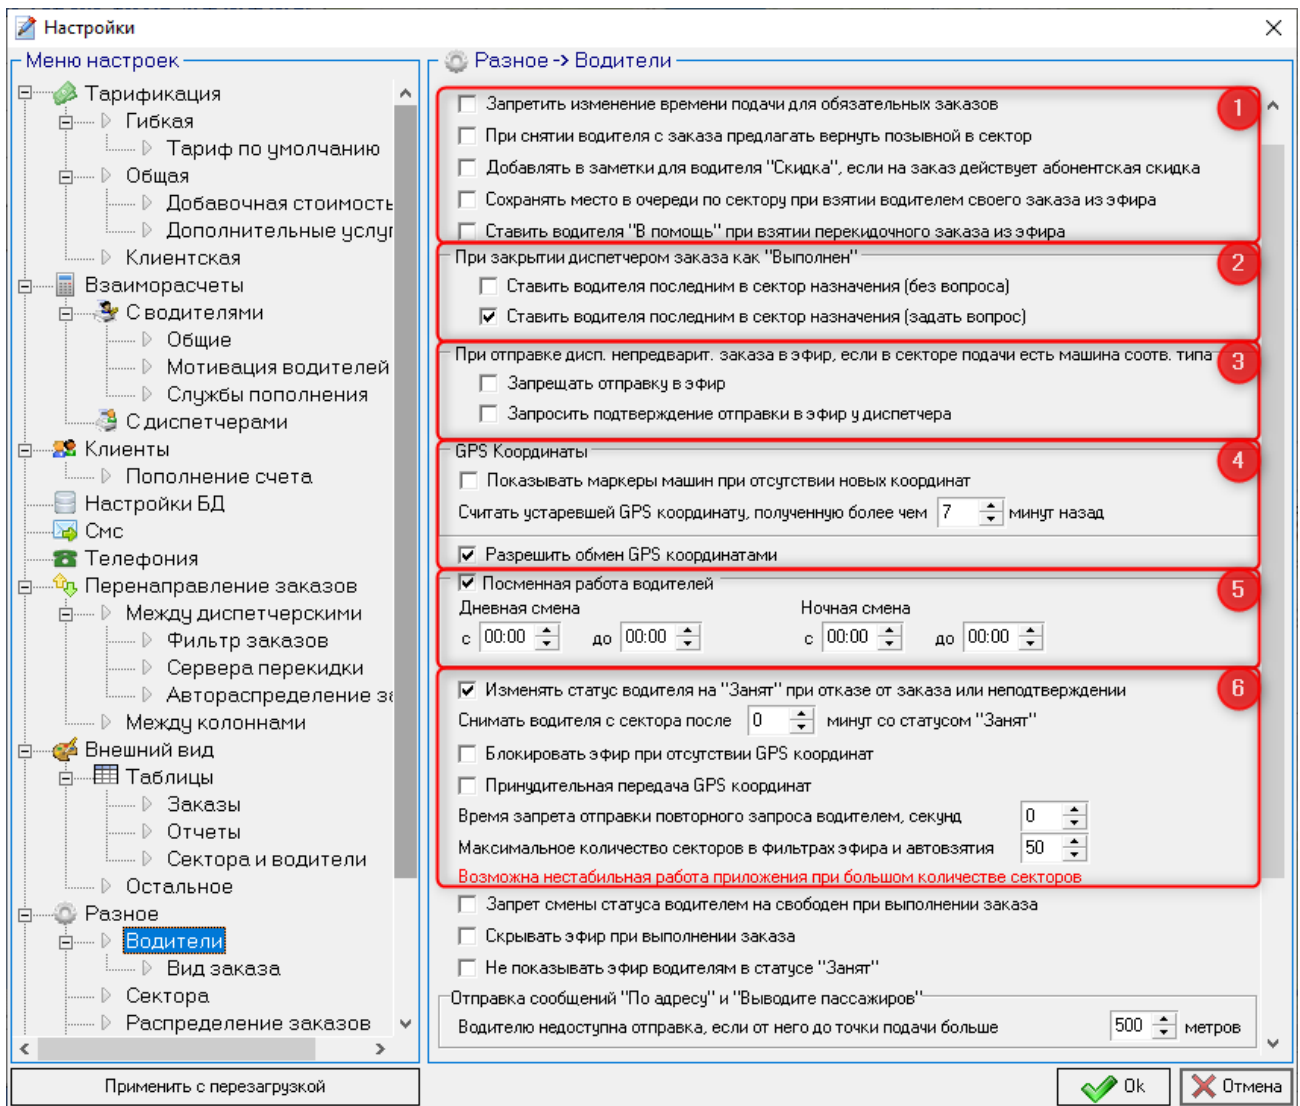 Настройки
Меню настроек
Тарификация
Гибкая
Тариф по умолчанию
Общая
Добавочная стоимость
Дополнительные услуг
Клиентская
Взаиморасчеты
С водителями
Общие
Мотивация водителей
Службы пополнения
С диспетчерами
Клиенты
Пополнение счета
Настройки БД
Смс
Телефония
Перенаправление заказов
Между диспетчерскими
Фильтр заказов
Сервера перекидки
Автораспределение за
Между колоннами
Внешний вид
Таблицы
Заказы
Отчеты
Сектора и водители
Остальное
Разное
Водители
Вид заказа
Сектора
Распределение заказов
Применить с перезагрузкой
Разное -> Водители
1
Запретить изменение времени подачи для обязательных заказов
При снятии водителя с заказа предлагать вернуть позывной в сектор
Добавлять в заметки для водителя "Скидка", если на заказ действует абонентская скидка
Сохранять место в очереди по сектору при взятии водителем своего заказа из эфира
Ставить водителя "В помощь" при взятии перекидочного заказа из эфира
При закрытии диспетчером заказа как "Выполнен"
2
Ставить водителя последним в сектор назначения (без вопроса)
Ставить водителя последним в сектор назначения (задать вопрос)
При отправке дисп. непредварит. заказа в эфир, если в секторе подачи есть машина соотв. типа
3
Запрещать отправку в эфир
Запросить подтверждение отправки в эфир у диспетчера
GPS Координаты
4
Показывать маркеры машин при отсутствии новых координат
Считать устаревшей GPS координату, полученную более чем 7 минут назад
Разрешить обмен GPS координатами
Посменная работа водителей
5
Дневная смена Ночная смена
с 00:00 до 00:00 с 00:00 до 00:00
Изменять статус водителя на "Занят" при отказе от заказа или неподтверждении
6
Снимать водителя с сектора после 0 минут со статусом "Занят"
Блокировать эфир при отсутствии GPS координат
Принудительная передача GPS координат
Время запрета отправки повторного запроса водителем, секунд 0
Максимальное количество секторов в фильтрах эфира и автовзятия 50
Возможна нестабильная работа приложения при большом количестве секторов
Запрет смены статуса водителем на свободен при выполнении заказа
Скрывать эфир при выполнении заказа
Не показывать эфир водителям в статусе "Занят"
Отправка сообщений "По адресу" и "Выводите пассажиров"
Водителю недоступна отправка, если от него до точки подачи больше 500 метров
Ok
Отмена